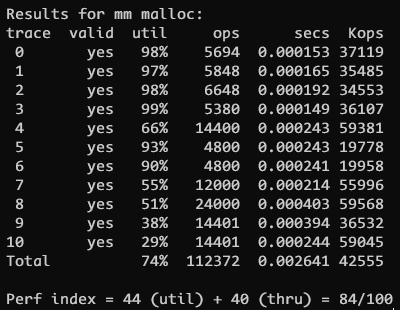 Results for mm malloc:
trace valid util ops secs Kops
0 yes 98% 5694 0.000153 37119
1 yes 97% 5848 0.000165 35485
2 yes 98% 6648 0.000192 34553
3 yes 99% 5380 0.000149 36107
4 yes 66% 14400 0.000243 59381
5 yes 93% 4800 0.000243 19778
6 yes 90% 4800 0.000241 19958
7 yes 55% 12000 0.000214 55996
8 yes 51% 24000 0.000403 59568
9 yes 38% 14401 0.000394 36532
10 yes 29% 14401 0.000244 59045
Total 74% 112372 0.002641 42555
Perf index = 44 (util) + 40 (thru) = 84/100